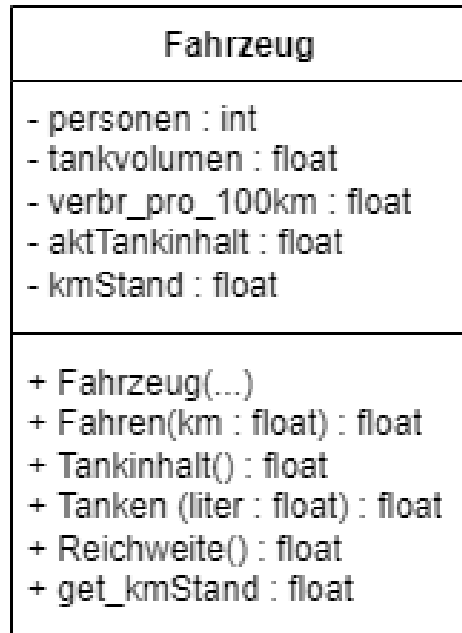 Fahrzeug
- personen : int
- tankvolumen : float
- verbr_pro_100km : float
- aktTankinhalt : float
- kmStand : float
+ Fahrzeug(...)
+ Fahren(km : float) : float
+ Tankinhalt() : float
+ Tanken (liter : float) : float
+ Reichweite() : float
+ get_kmStand : float